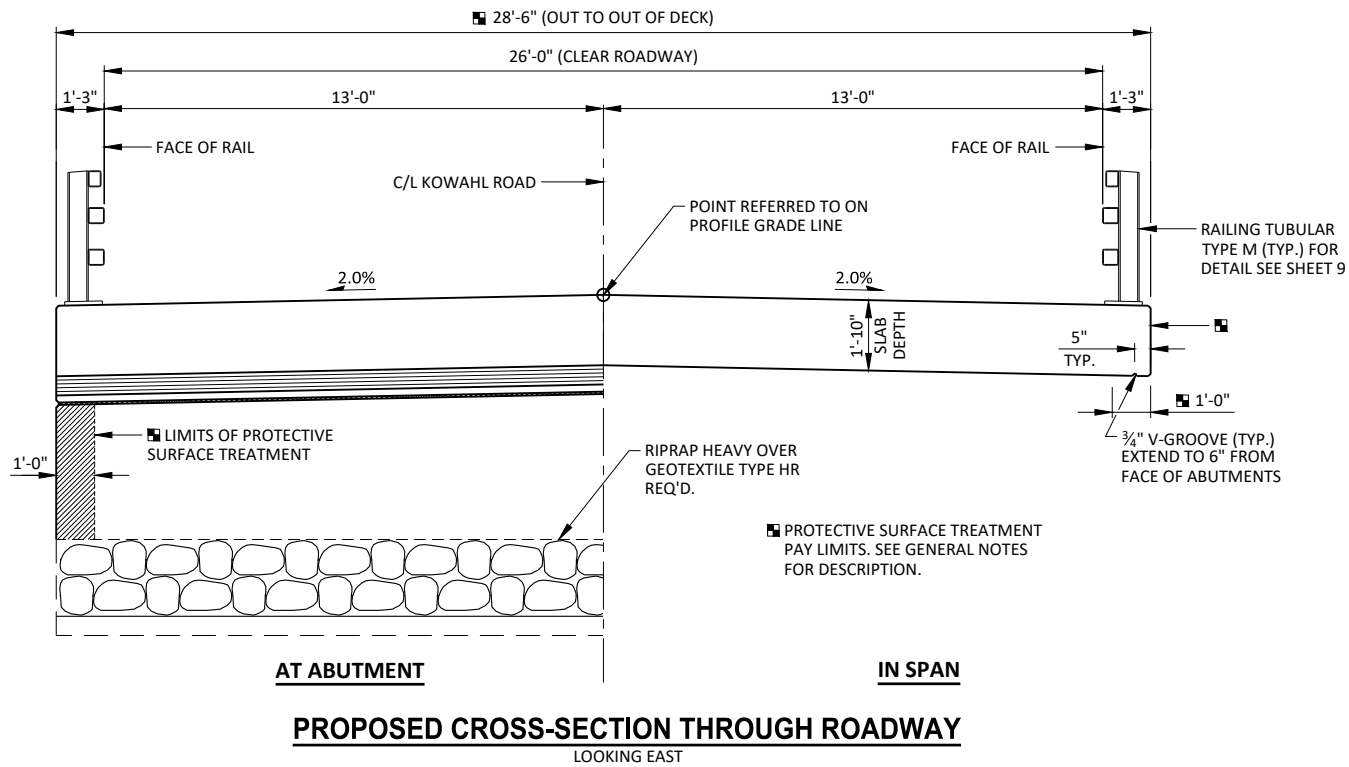 28'-6" (OUT TO OUT OF DECK)
26'-0" (CLEAR ROADWAY)
1'-3"
13'-0"
13'-0"
1'-3"
FACE OF RAIL
FACE OF RAIL
C/L KOWAHL ROAD
POINT REFERRED TO ON
PROFILE GRADE LINE
RAILING TUBULAR
TYPE M (TYP.) FOR
DETAIL SEE SHEET 9
2.0%
2.0%
1'-10"
SLAB
DEPTH
5"
TYP.
1'-0"
LIMITS OF PROTECTIVE
SURFACE TREATMENT
1'-0"
RIPRAP HEAVY OVER
GEOTEXTILE TYPE HR
REQ'D.
¾" V-GROOVE (TYP.)
EXTEND TO 6" FROM
FACE OF ABUTMENTS
PROTECTIVE SURFACE TREATMENT
PAY LIMITS. SEE GENERAL NOTES
FOR DESCRIPTION.
AT ABUTMENT
IN SPAN
PROPOSED CROSS-SECTION THROUGH ROADWAY
LOOKING EAST